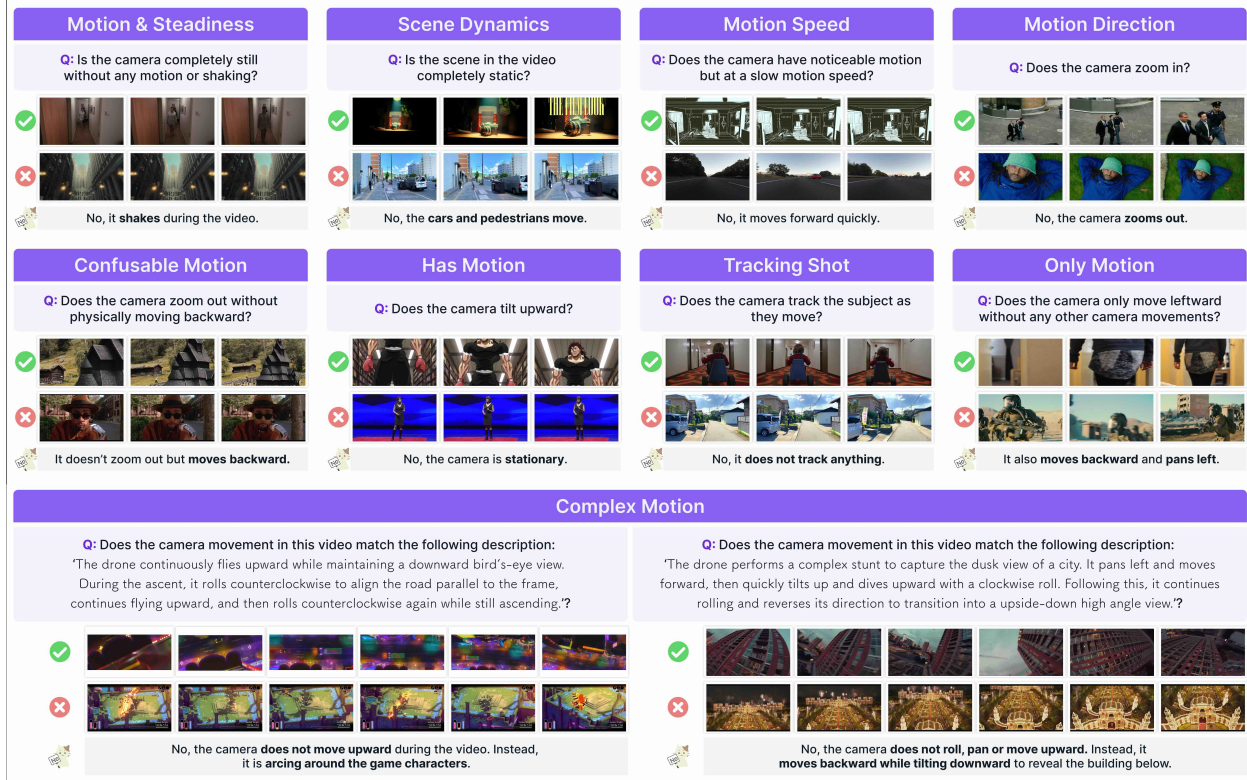 Motion & Steadiness
Q: Is the camera completely still
without any motion or shaking?
No, it shakes during the video.
Scene Dynamics
Q: Is the scene in the video
completely static?
No, the cars and pedestrians move.
Motion Speed
Q: Does the camera have noticeable motion
but at a slow motion speed?
No, it moves forward quickly.
Motion Direction
Q: Does the camera zoom in?
No, the camera zooms out.
Confusable Motion
Q: Does the camera zoom out without
physically moving backward?
It doesn't zoom out but moves backward.
Has Motion
Q: Does the camera tilt upward?
No, the camera is stationary.
Tracking Shot
Q: Does the camera track the subject as
they move?
No, it does not track anything.
Only Motion
Q: Does the camera only move leftward
without any other camera movements?
It also moves backward and pans left.
Complex Motion
Q: Does the camera movement in this video match the following description:
'The drone continuously flies upward while maintaining a downward bird's-eye view.
During the ascent, it rolls counterclockwise to align the road parallel to the frame,
continues flying upward, and then rolls counterclockwise again while still ascending.'?
No, the camera does not move upward during the video. Instead,
it is arcing around the game characters.
Q: Does the camera movement in this video match the following description:
'The drone performs a complex stunt to capture the dusk view of a city. It pans left and moves
forward, then quickly tilts up and dives upward with a clockwise roll. Following this, it continues
rolling and reverses its direction to transition into a upside-down high angle view.'?
No, the camera does not roll, pan or move upward. Instead, it
moves backward while tilting downward to reveal the building below.